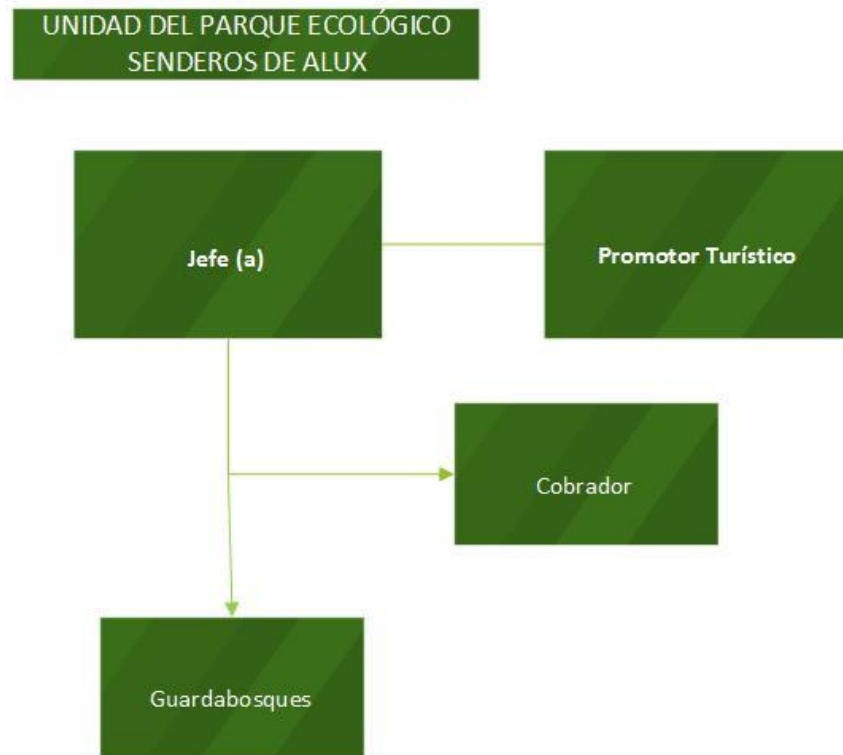 UNIDAD DEL PARQUE ECOLÓGICO
SENDEROS DE ALUX
Jefe (a)
Promotor Turístico
Cobrador
Guardabosques